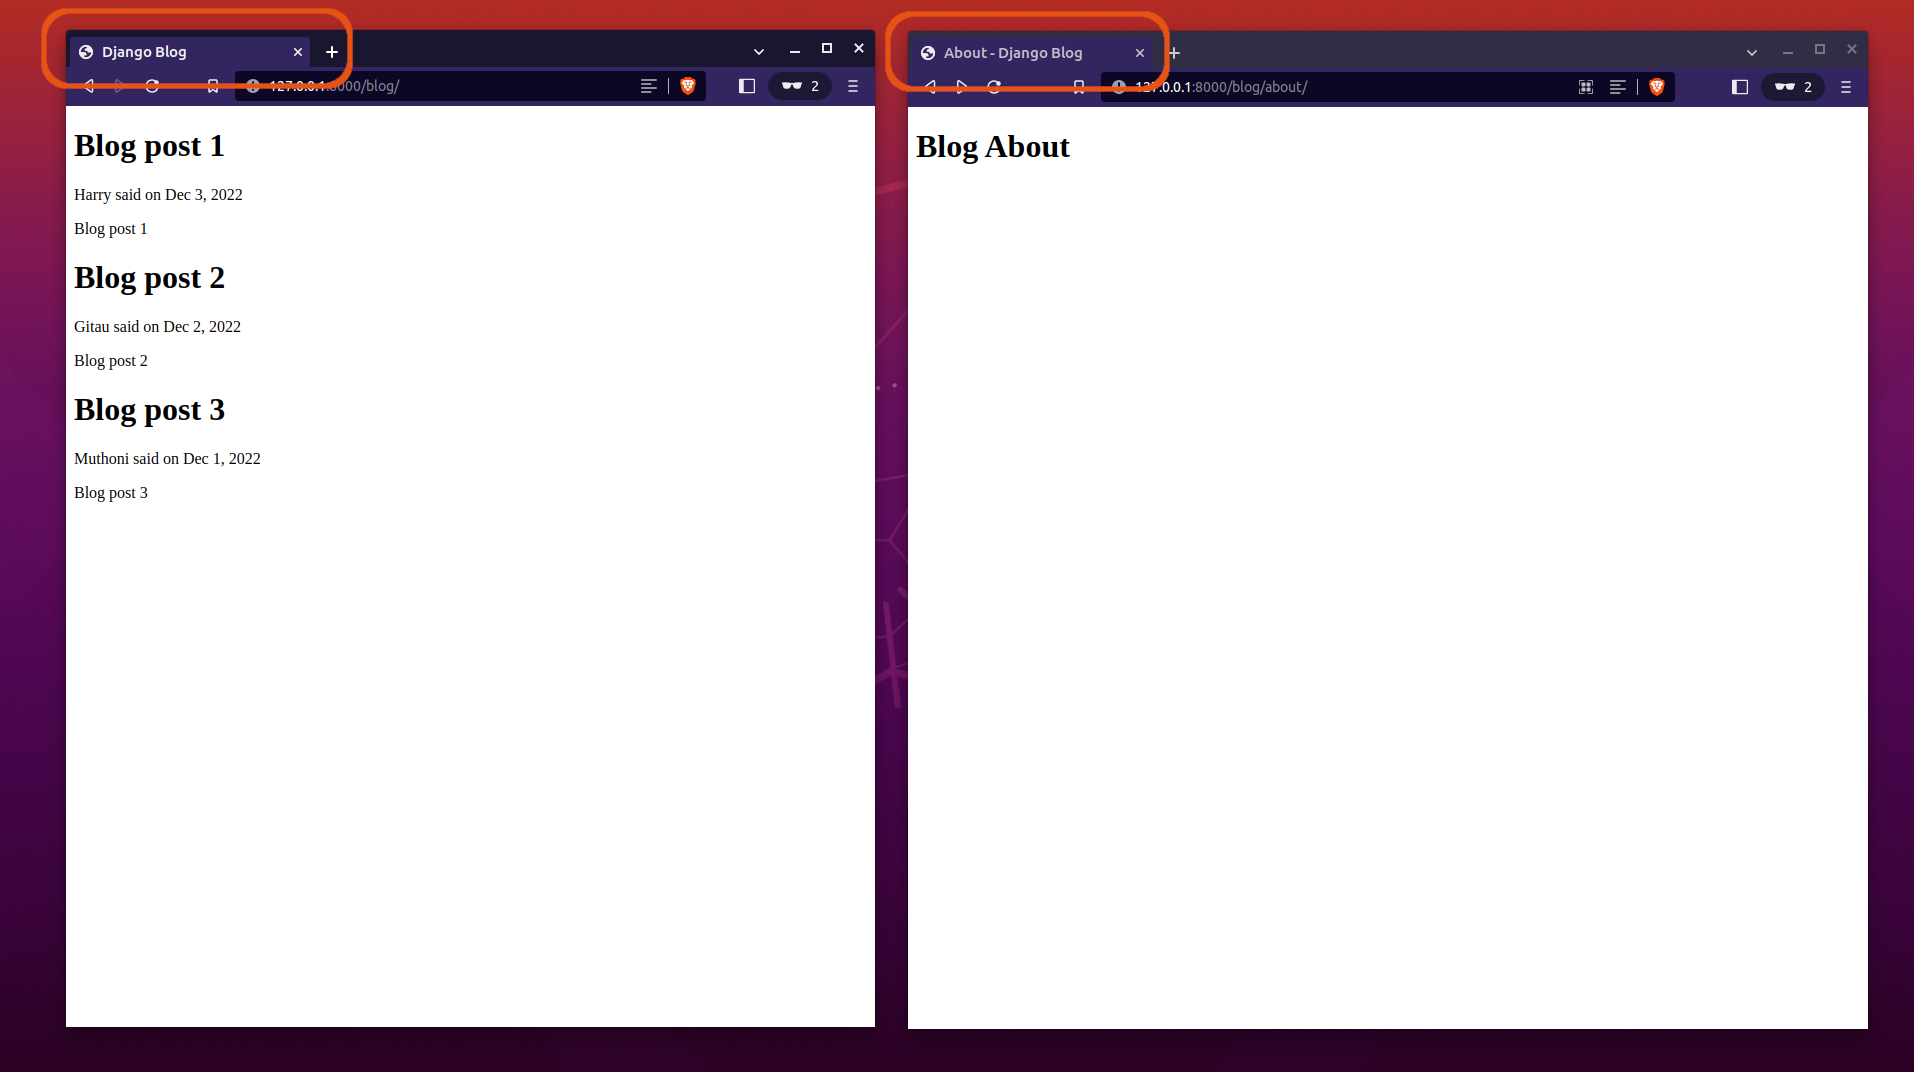 Django Blog
127.0.0.1:8000/blog/
2
Blog post 1
Harry said on Dec 3, 2022
Blog post 1
Blog post 2
Gitau said on Dec 2, 2022
Blog post 2
Blog post 3
Muthoni said on Dec 1, 2022
Blog post 3
About - Django Blog
127.0.0.1:8000/blog/about/
2
Blog About